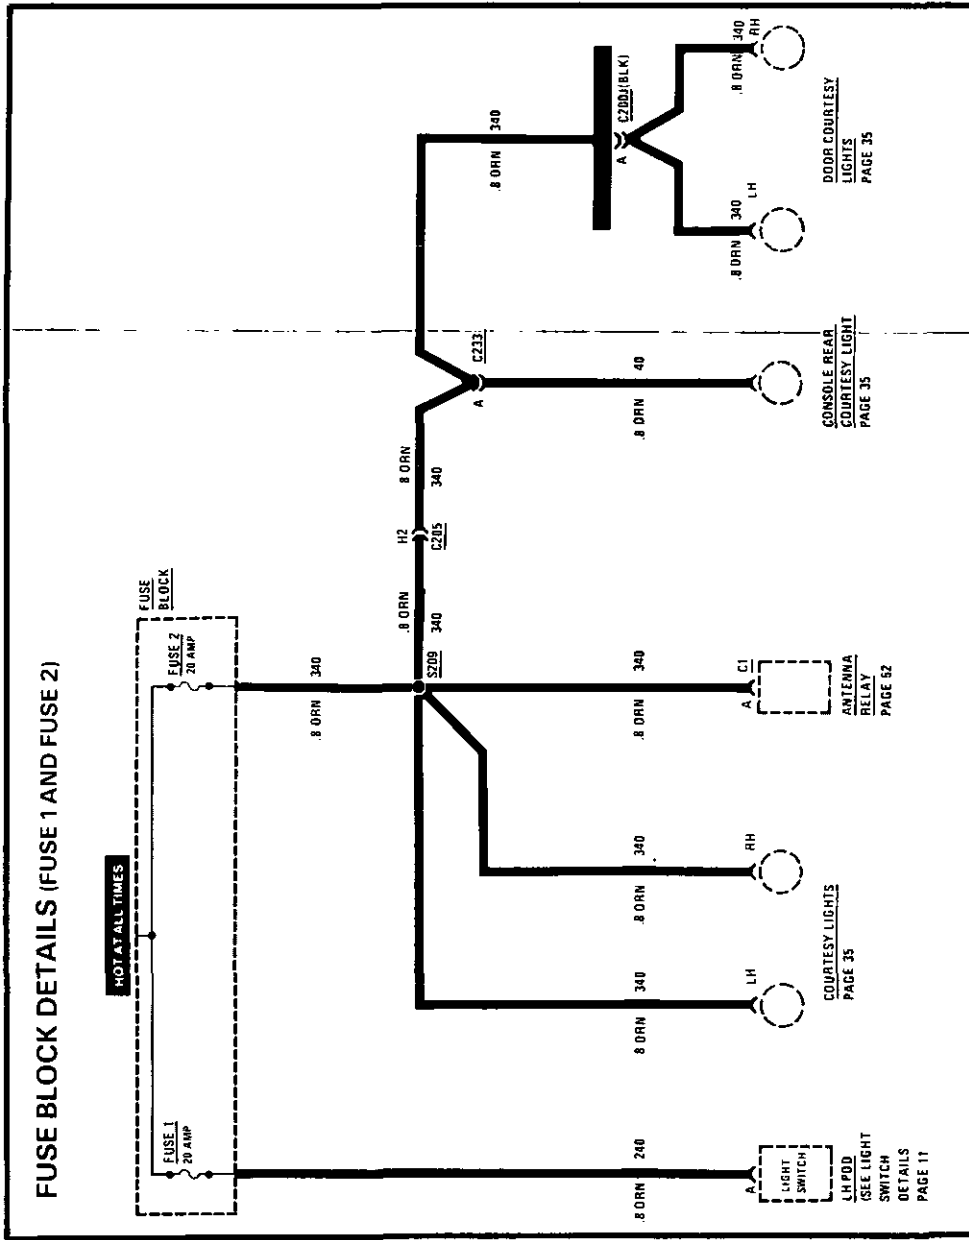 FUSE BLOCK DETAILS (FUSE 1 AND FUSE 2)
HOT AT ALL TIMES
FUSE
BLOCK
FUSE 1
20 AMP
FUSE 2
20 AMP
.8 ORN 340
S209
.8 ORN 340
H2
C205
8 ORN 340
A
C233
.8 ORN 340
A
C200J(BLK)
.8 ORN 240
A
LIGHT
SWITCH
LH POD
(SEE LIGHT
SWITCH
DETAILS
PAGE 11
8 ORN 340
LH
.8 ORN 340
RH
COURTESY LIGHTS
PAGE 35
.8 ORN 340
A C1
ANTENNA
RELAY
PAGE 62
.8 ORN 40
CONSOLE REAR
COURTESY LIGHT
PAGE 35
.8 ORN 340
LH
.8 ORN 340
RH
DOOR COURTESY
LIGHTS
PAGE 35